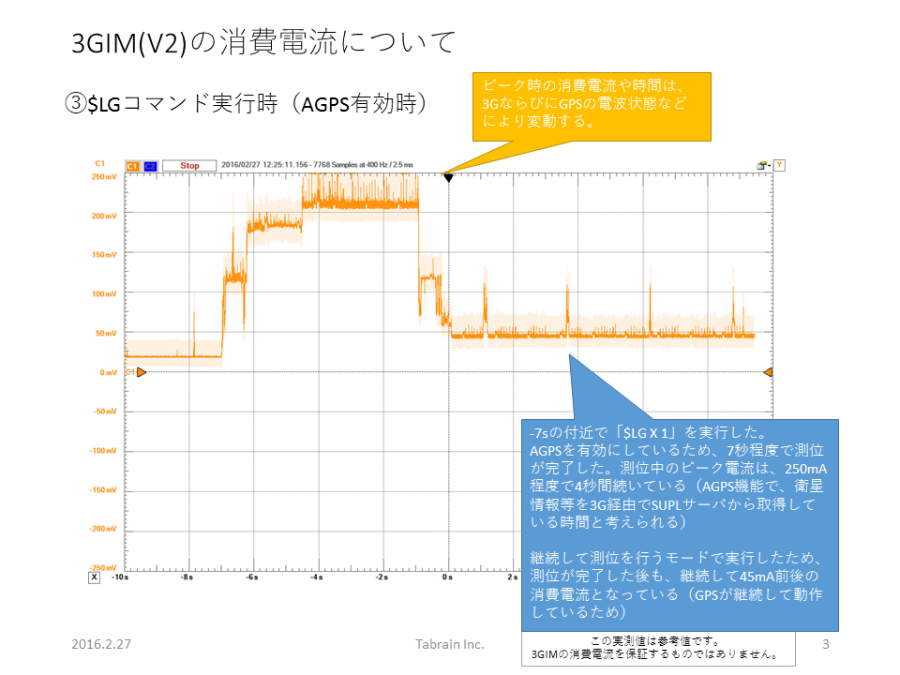 3GIM(V2)の消費電流について
③$LGコマンド実行時（AGPS有効時）
ピーク時の消費電流や時間は、
3GならびにGPSの電波状態など
により変動する。
C1
C1
C2
Stop
2016/02/27 12:25:11.156 - 7768 Samples at 400 Hz / 2.5 ms
Y
250 mV
200 mV
150 mV
100 mV
50 mV
0 mV
-50 mV
-100 mV
-150 mV
-200 mV
-250 mV
X
-10 s
-8 s
-6 s
-4 s
-2 s
0 s
2 s
-7sの付近で「$LG X 1」を実行した。
AGPSを有効にしているため、7秒程度で測位
が完了した。測位中のピーク電流は、250mA
程度で4秒間続いている（AGPS機能で、衛星
情報等を3G経由でSUPLサーバから取得して
いる時間と考えられる）
継続して測位を行うモードで実行したため、
測位が完了した後も、継続して45mA前後の
消費電流となっている（GPSが継続して動作
しているため）
この実測値は参考値です。
3GIMの消費電流を保証するものではありません。
2016.2.27
Tabrain Inc.
3